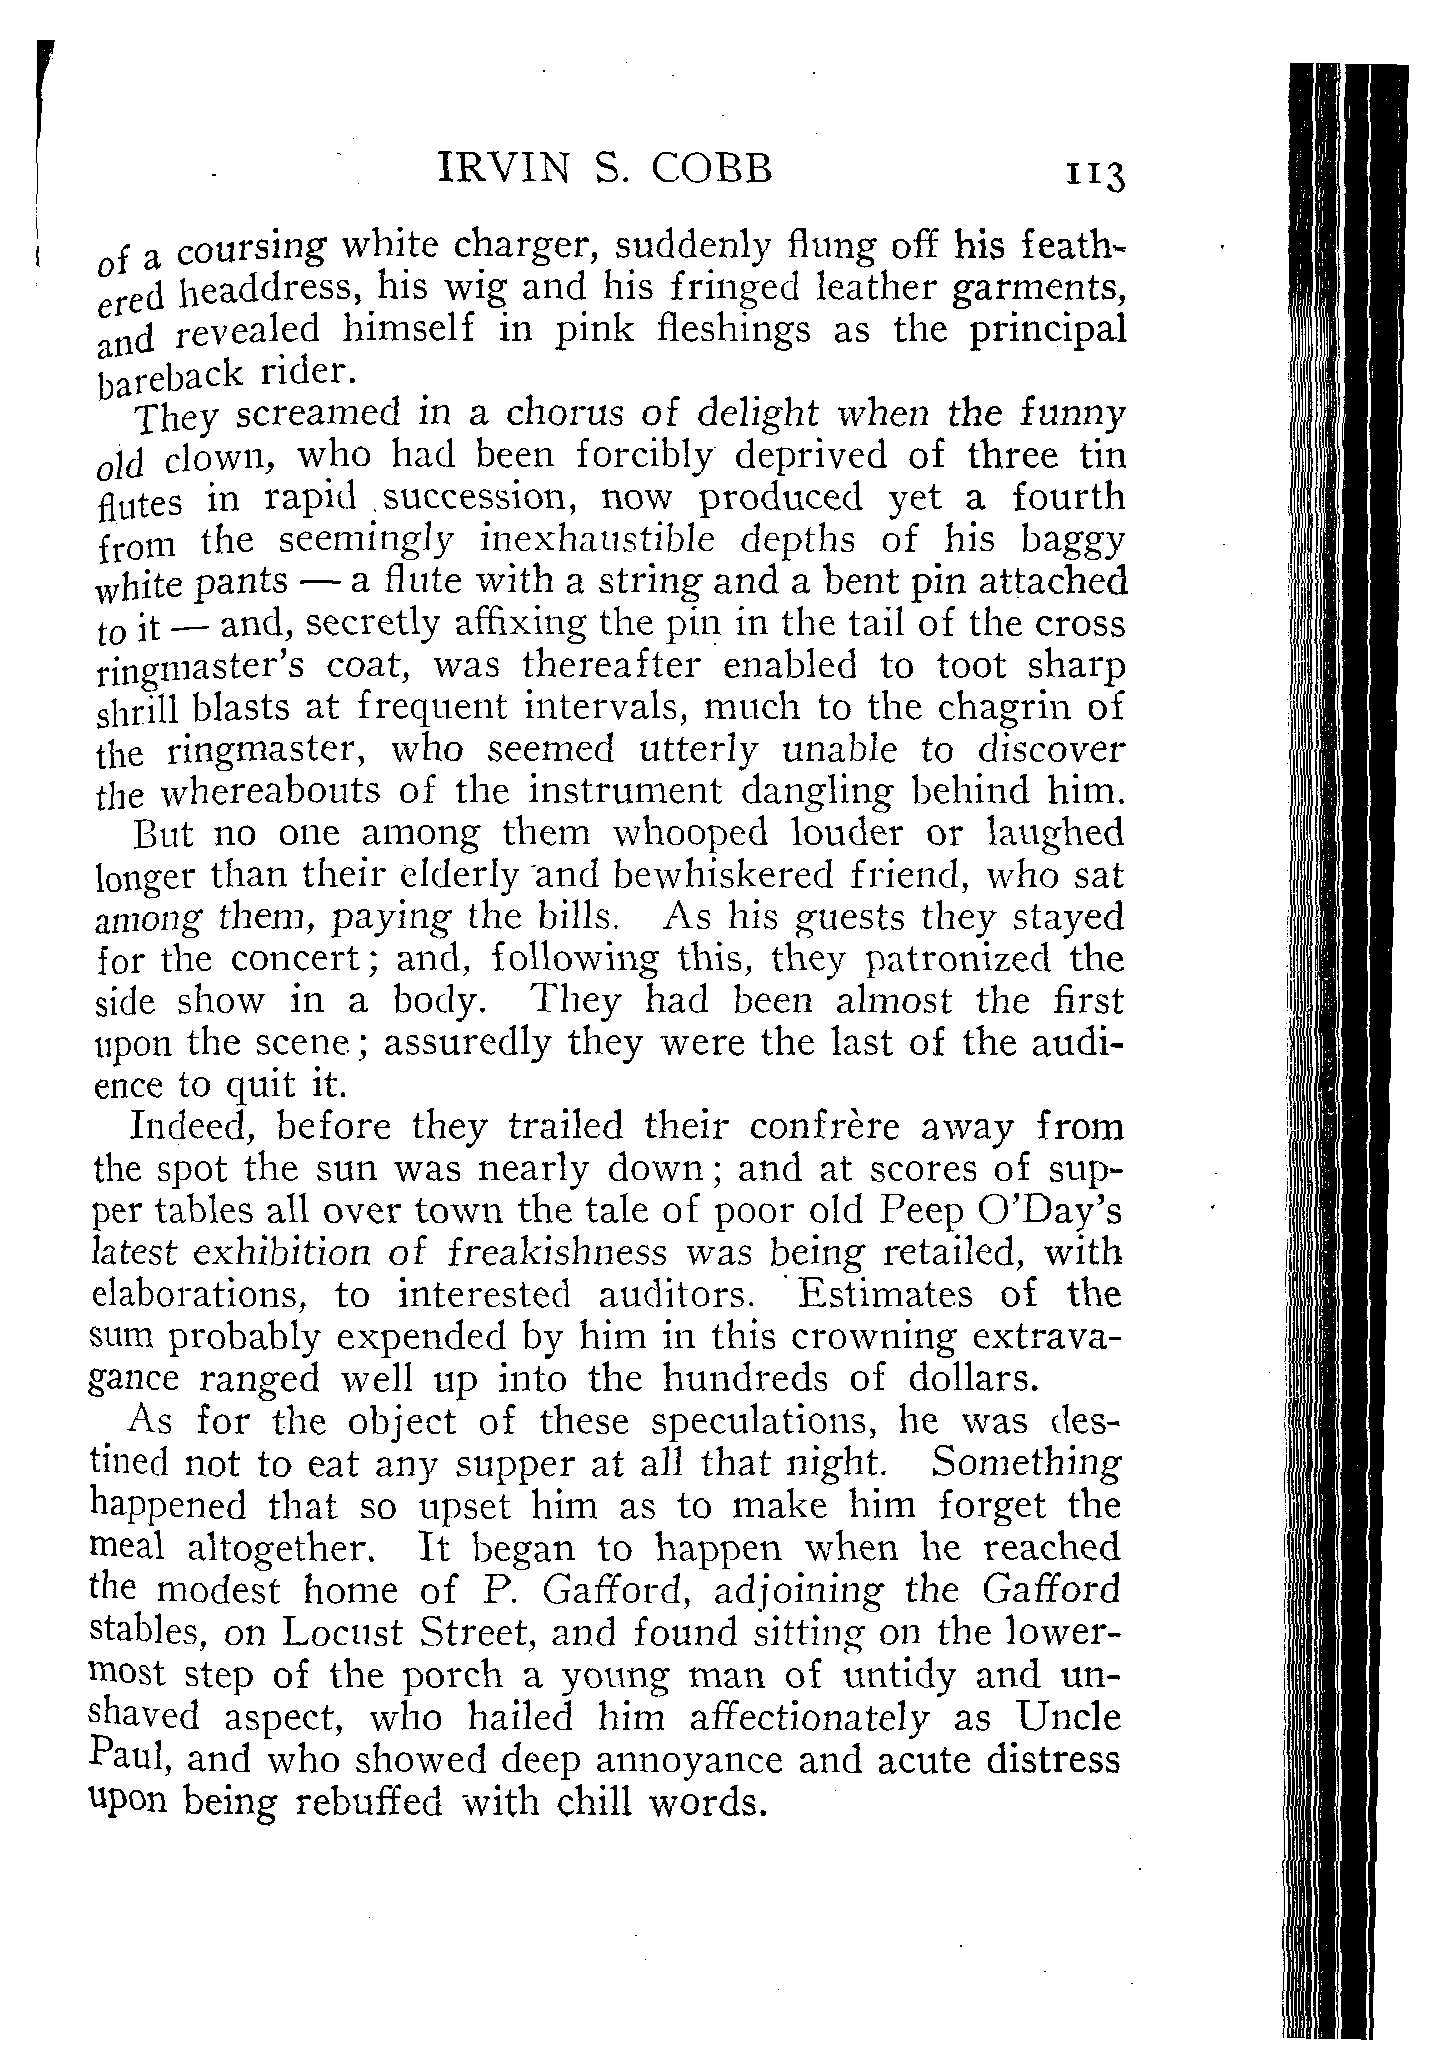 IRVIN S. COBB 113
of a coursing white charger, suddenly flung off his feath-
ered headdress, his wig and his fringed leather garments,
and revealed himself in pink fleshings as the principal
bareback rider.
They screamed in a chorus of delight when the funny
old clown, who had been forcibly deprived of three tin
flutes in rapid succession, now produced yet a fourth
from the seemingly inexhaustible depths of his baggy
white pants — a flute with a string and a bent pin attached
to it — and, secretly affixing the pin in the tail of the cross
ringmaster's coat, was thereafter enabled to toot sharp
shrill blasts at frequent intervals, much to the chagrin of
the ringmaster, who seemed utterly unable to discover
the whereabouts of the instrument dangling behind him.
But no one among them whooped louder or laughed
longer than their elderly and bewhiskered friend, who sat
among them, paying the bills. As his guests they stayed
for the concert; and, following this, they patronized the
side show in a body. They had been almost the first
upon the scene; assuredly they were the last of the audi-
ence to quit it.
Indeed, before they trailed their confrère away from
the spot the sun was nearly down; and at scores of sup-
per tables all over town the tale of poor old Peep O'Day's
latest exhibition of freakishness was being retailed, with
elaborations, to interested auditors. Estimates of the
sum probably expended by him in this crowning extrava-
gance ranged well up into the hundreds of dollars.
As for the object of these speculations, he was des-
tined not to eat any supper at all that night. Something
happened that so upset him as to make him forget the
meal altogether. It began to happen when he reached
the modest home of P. Gafford, adjoining the Gafford
stables, on Locust Street, and found sitting on the lower-
most step of the porch a young man of untidy and un-
shaved aspect, who hailed him affectionately as Uncle
Paul, and who showed deep annoyance and acute distress
upon being rebuffed with chill words.